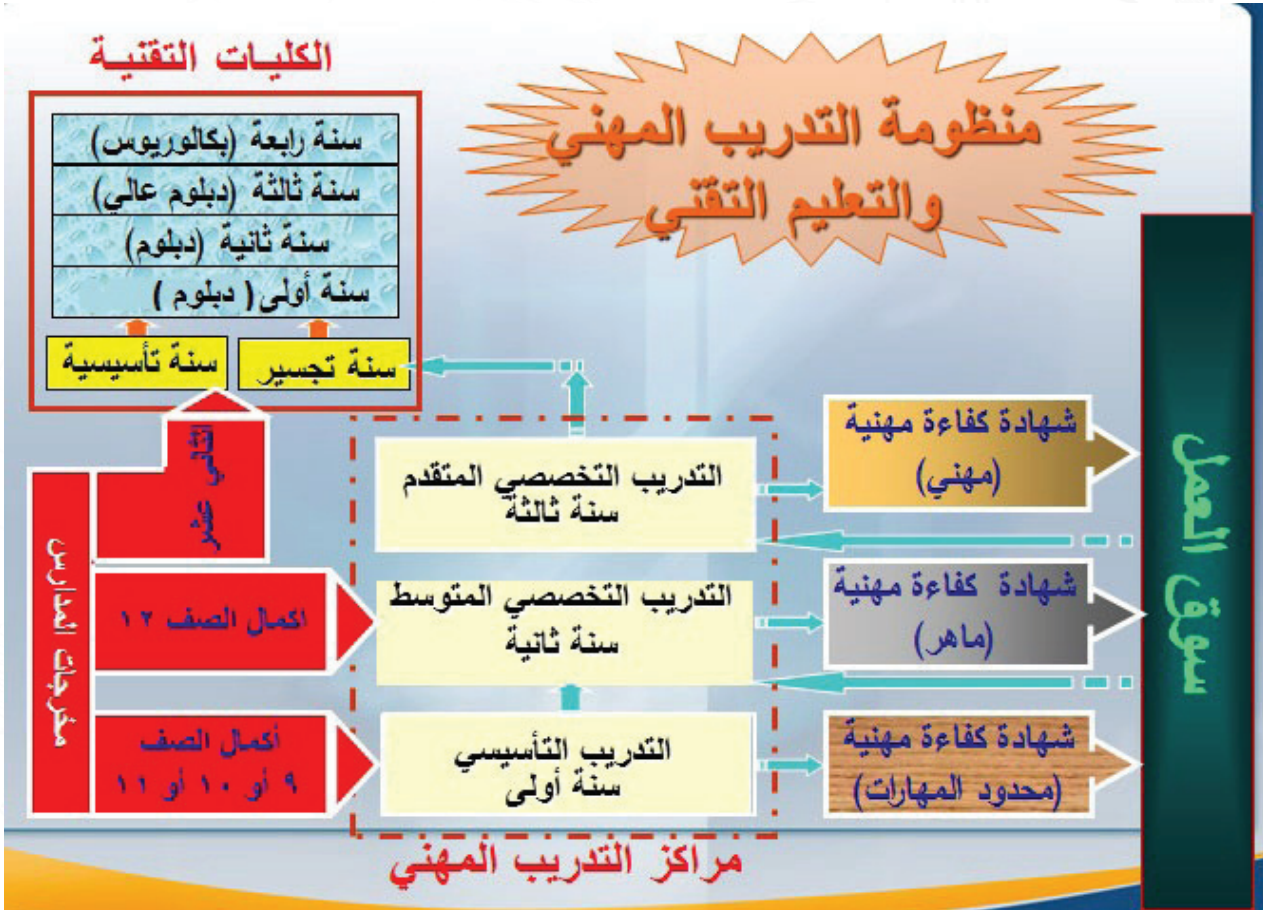 منظومة التدريب المهني
والتعليم التقني
الكليات التقنية
سنة رابعة (بكالوريوس)
سنة ثالثة (دبلوم عالي)
سنة ثانية (دبلوم)
سنة أولى ( دبلوم )
سنة تجسير
سنة تأسيسية
شهادة كفاءة مهنية
(مهني)
التدريب التخصصي المتقدم
سنة ثالثة
الثاني عشر
سوق العمل
شهادة كفاءة مهنية
(ماهر)
التدريب التخصصي المتوسط
سنة ثانية
اكمال الصف ١٢
مخرجات المدارس
شهادة كفاءة مهنية
(محدود المهارات)
التدريب التأسيسي
سنة أولى
أكمال الصف
٩ أو ١٠ أو ١١
مراكز التدريب المهني